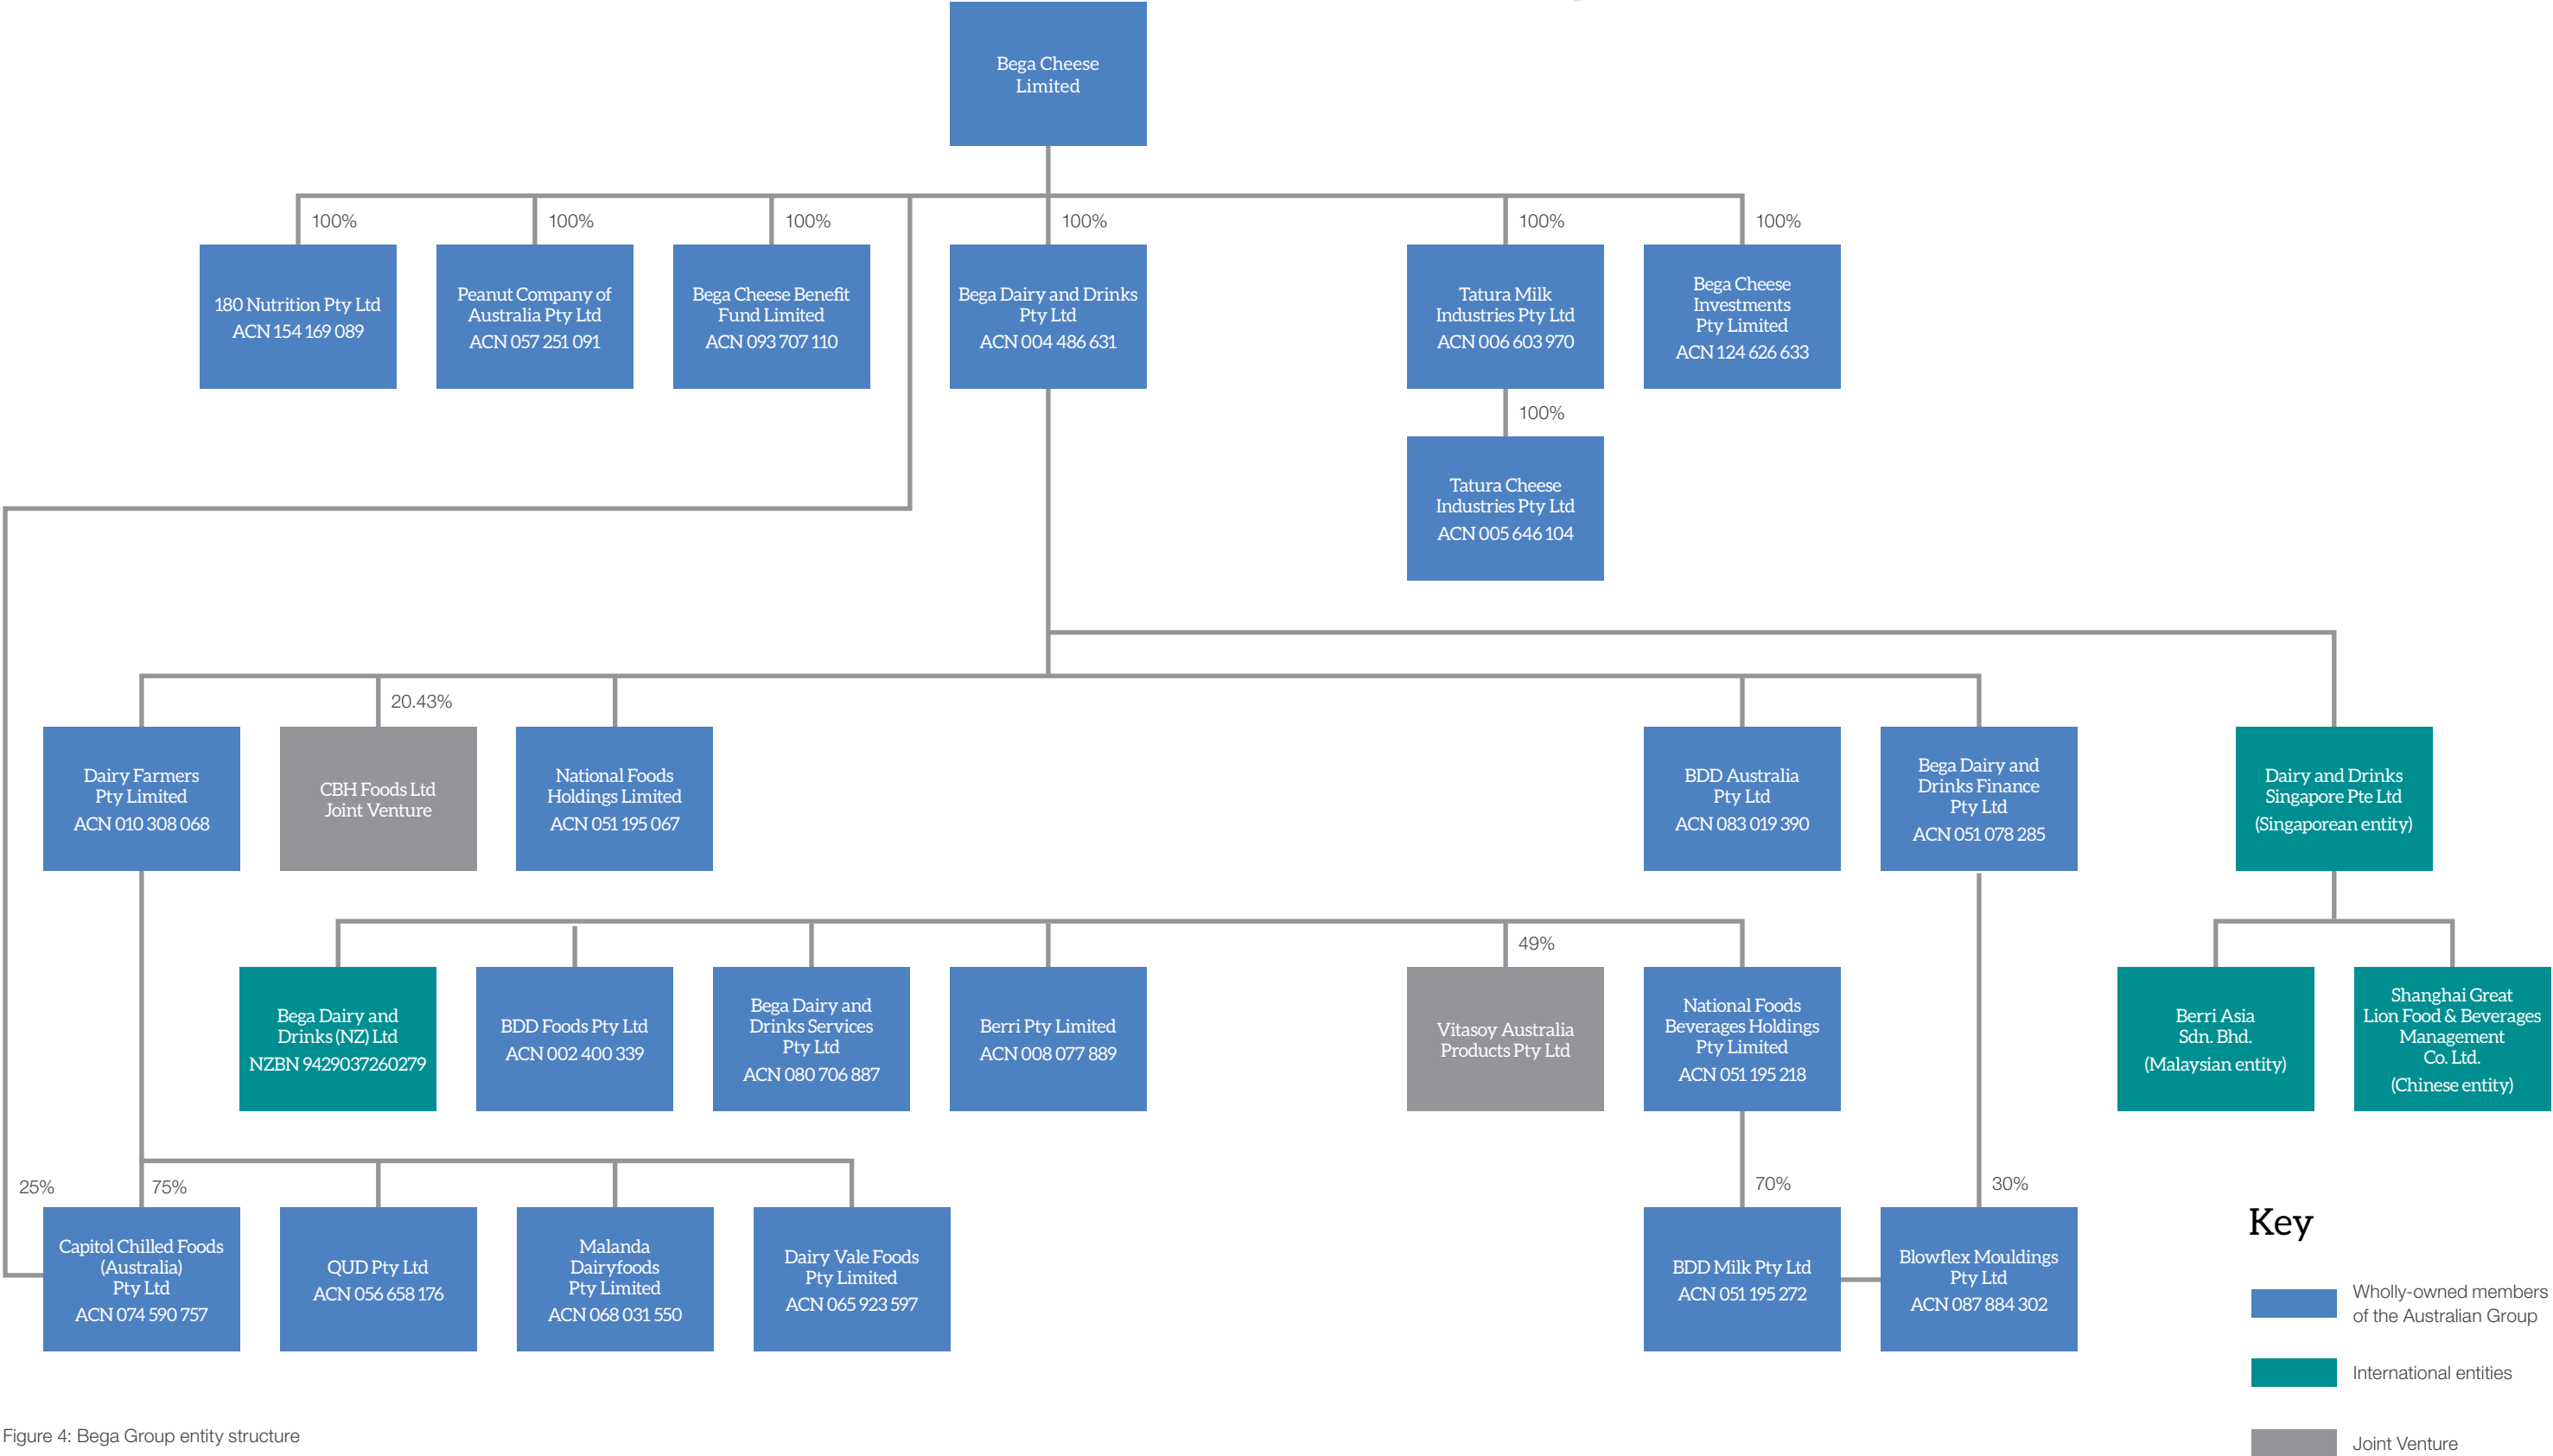 Bega Cheese
Limited
100%
100%
100%
100%
100%
100%
180 Nutrition Pty Ltd
ACN 154 169 089
Peanut Company of
Australia Pty Ltd
ACN 057 251 091
Bega Cheese Benefit
Fund Limited
ACN 093 707 110
Bega Dairy and Drinks
Pty Ltd
ACN 004 486 631
Tatura Milk
Industries Pty Ltd
ACN 006 603 970
Bega Cheese
Investments
Pty Limited
ACN 124 626 633
100%
Tatura Cheese
Industries Pty Ltd
ACN 005 646 104
20.43%
Dairy Farmers
Pty Limited
ACN 010 308 068
CBH Foods Ltd
Joint Venture
National Foods
Holdings Limited
ACN 051 195 067
BDD Australia
Pty Ltd
ACN 083 019 390
Bega Dairy and
Drinks Finance
Pty Ltd
ACN 051 078 285
Dairy and Drinks
Singapore Pte Ltd
(Singaporean entity)
49%
Bega Dairy and
Drinks (NZ) Ltd
NZBN 9429037260279
BDD Foods Pty Ltd
ACN 002 400 339
Bega Dairy and
Drinks Services
Pty Ltd
ACN 080 706 887
Berri Pty Limited
ACN 008 077 889
Vitasoy Australia
Products Pty Ltd
National Foods
Beverages Holdings
Pty Limited
ACN 051 195 218
Berri Asia
Sdn. Bhd.
(Malaysian entity)
Shanghai Great
Lion Food & Beverages
Management
Co. Ltd.
(Chinese entity)
25%
75%
70%
30%
Capitol Chilled Foods
(Australia)
Pty Ltd
ACN 074 590 757
QUD Pty Ltd
ACN 056 658 176
Malanda
Dairyfoods
Pty Limited
ACN 068 031 550
Dairy Vale Foods
Pty Limited
ACN 065 923 597
BDD Milk Pty Ltd
ACN 051 195 272
Blowflex Mouldings
Pty Ltd
ACN 087 884 302
Key
Wholly-owned members
of the Australian Group
International entities
Joint Venture
Figure 4: Bega Group entity structure